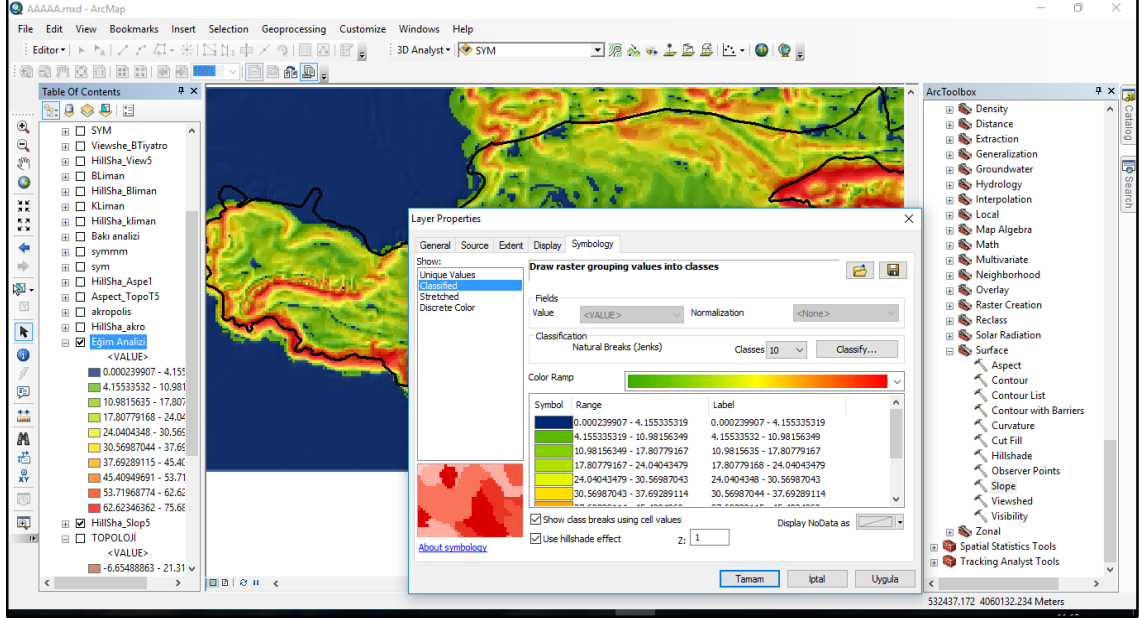 AAAAA.mxd - ArcMap
File Edit View Bookmarks Insert Selection Geoprocessing Customize Windows Help
Editor
3D Analyst
SYM
100%
Table Of Contents
SYM
Viewshe_BTiyatro
HillSha_View5
BLiman
HillSha_Bliman
KLiman
HillSha_kliman
Bakı analizi
symmm
sym
HillSha_Aspe1
Aspect_TopoT5
akropolis
HillSha_akro
Eğim Analizi
<VALUE>
0.000239907 - 4.155
4.15533532 - 10.981
10.9815635 - 17.807
17.80779168 - 24.04
24.0404348 - 30.569
30.56987044 - 37.69
37.69289115 - 45.40
45.40949691 - 53.71
53.71968774 - 62.62
62.62346362 - 75.68
HillSha_Slop5
TOPOLOJİ
<VALUE>
-6.65488863 - 21.31
Layer Properties
General Source Extent Display Symbology
Show:
Unique Values
Classified
Stretched
Discrete Color
About symbology
Draw raster grouping values into classes
Fields
Value <VALUE> Normalization <None>
Classification
Natural Breaks (Jenks) Classes 10 Classify...
Color Ramp
Symbol Range Label
0.000239907 - 4.155335319 0.000239907 - 4.155335319
4.155335319 - 10.98156349 4.15533532 - 10.98156349
10.98156349 - 17.80779167 10.9815635 - 17.80779167
17.80779167 - 24.04043479 17.80779168 - 24.04043479
24.04043479 - 30.56987043 24.0404348 - 30.56987043
30.56987043 - 37.69289114 30.56987044 - 37.69289114
Show class breaks using cell values
Display NoData as
Use hillshade effect Z: 1
Tamam İptal Uygula
ArcToolbox
Density
Distance
Extraction
Generalization
Groundwater
Hydrology
Interpolation
Local
Map Algebra
Math
Multivariate
Neighborhood
Overlay
Raster Creation
Reclass
Solar Radiation
Surface
Aspect
Contour
Contour List
Contour with Barriers
Curvature
Cut Fill
Hillshade
Observer Points
Slope
Viewshed
Visibility
Zonal
Spatial Statistics Tools
Tracking Analyst Tools
Catalog
Search
532437.172 4060132.234 Meters